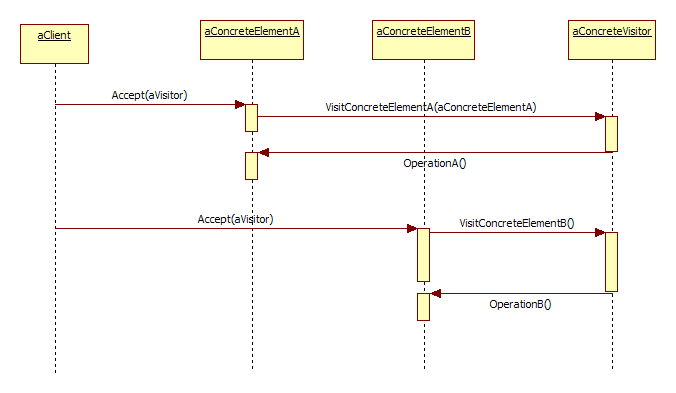 aClient
aConcreteElementA
aConcreteElementB
aConcreteVisitor
Accept(aVisitor)
VisitConcreteElementA(aConcreteElementA)
OperationA()
Accept(aVisitor)
VisitConcreteElementB()
OperationB()